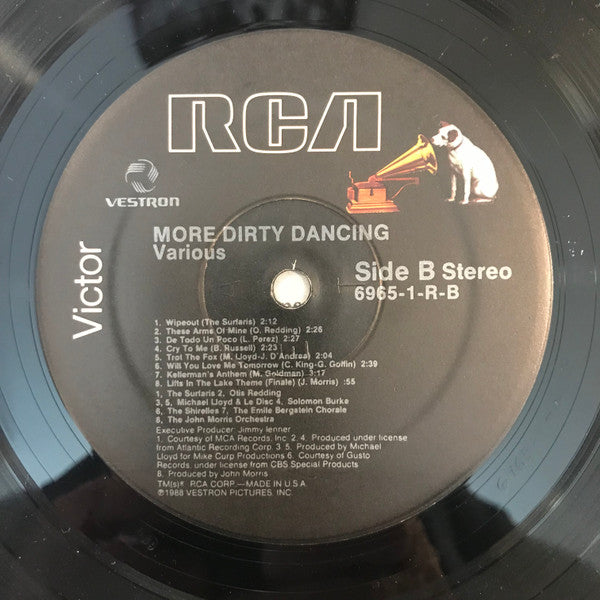 RCA
VESTRON
Victor
MORE DIRTY DANCING
Various
Side B Stereo
6965-1-R-B
1. Wipeout (The Surfaris) 2:12
2. These Arms Of Mine (O. Redding) 2:26
3. De Todo Un Poco (L. Perez) 2:27
4. Cry To Me (B. Russell) 2:23
5. Trot The Fox (M. Lloyd-J. D'Andrea) 2:04
6. Will You Love Me Tomorrow (C. King-G. Goffin) 2:39
7. Kellerman's Anthem (M. Goldman) 3:17
8. Lifts In The Lake Theme (Finale) (J. Morris) :55
1. The Surfaris 2. Otis Redding
3, 5. Michael Lloyd & Le Disc 4. Solomon Burke
6. The Shirelles 7. The Emile Bergstein Chorale
8. The John Morris Orchestra
Executive Producer: Jimmy Ienner
1. Courtesy of MCA Records, Inc. 2. 4. Produced under license
from Atlantic Recording Corp. 3. 5. Produced by Michael
Lloyd for Mike Curp Productions 6. Courtesy of Gusto
Records, under license from CBS Special Products
8. Produced by John Morris
TM(s)® RCA CORP.—MADE IN U.S.A.
℗1988 VESTRON PICTURES, INC.